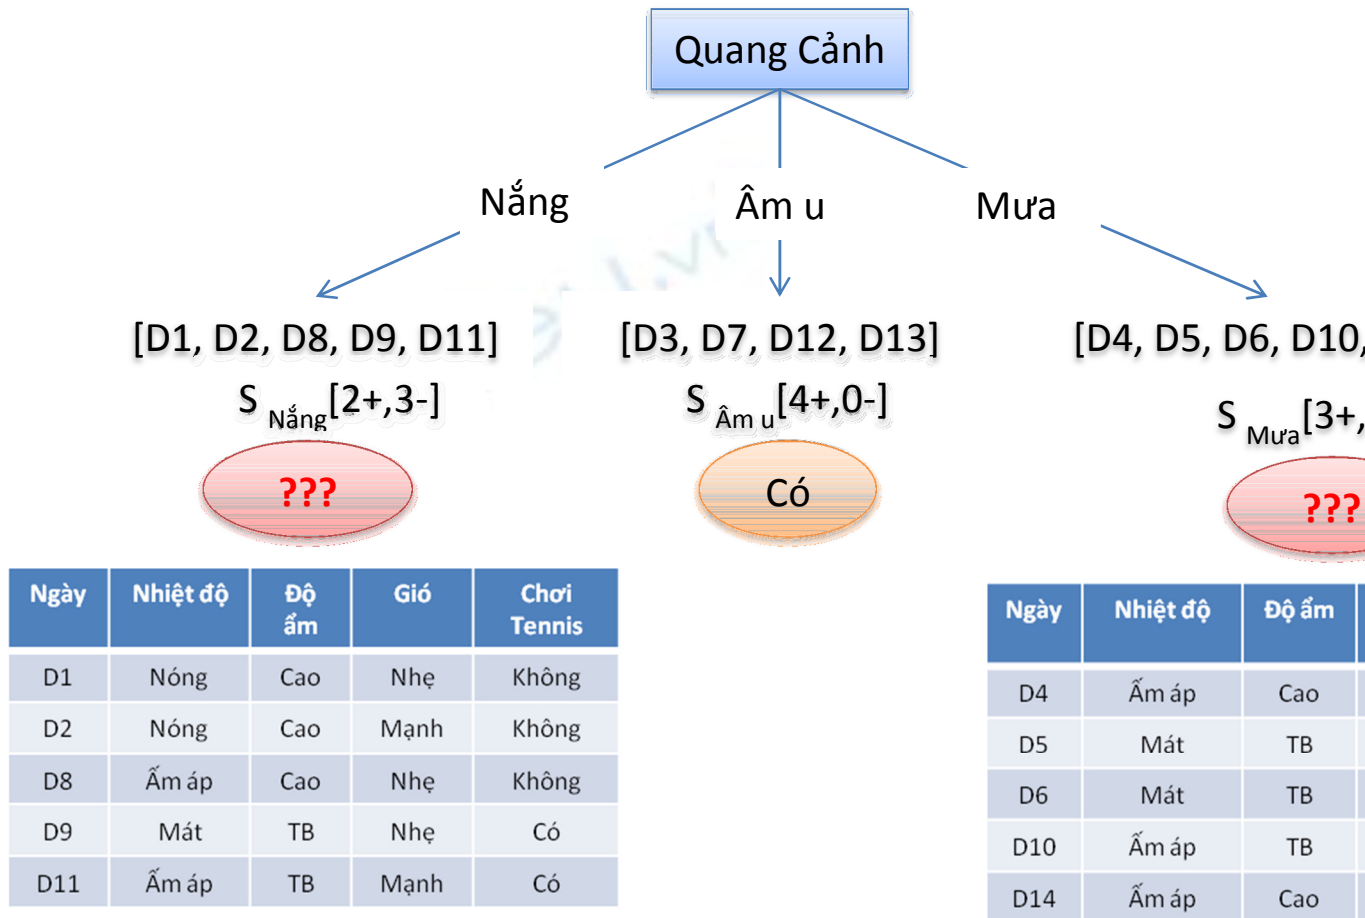 Quang Cảnh
Nắng Âm u Mưa
[D1, D2, D8, D9, D11] [D3, D7, D12, D13] [D4, D5, D6, D10,
S Nắng[2+,3-] S Âm u[4+,0-] S Mưa[3+,
??? Có ???
Ngày Nhiệt độ Độ ẩm Gió Chơi Tennis
D1 Nóng Cao Nhẹ Không
D2 Nóng Cao Mạnh Không
D8 Ấm áp Cao Nhẹ Không
D9 Mát TB Nhẹ Có
D11 Ấm áp TB Mạnh Có
Ngày Nhiệt độ Độ ẩm
D4 Ấm áp Cao
D5 Mát TB
D6 Mát TB
D10 Ấm áp TB
D14 Ấm áp Cao